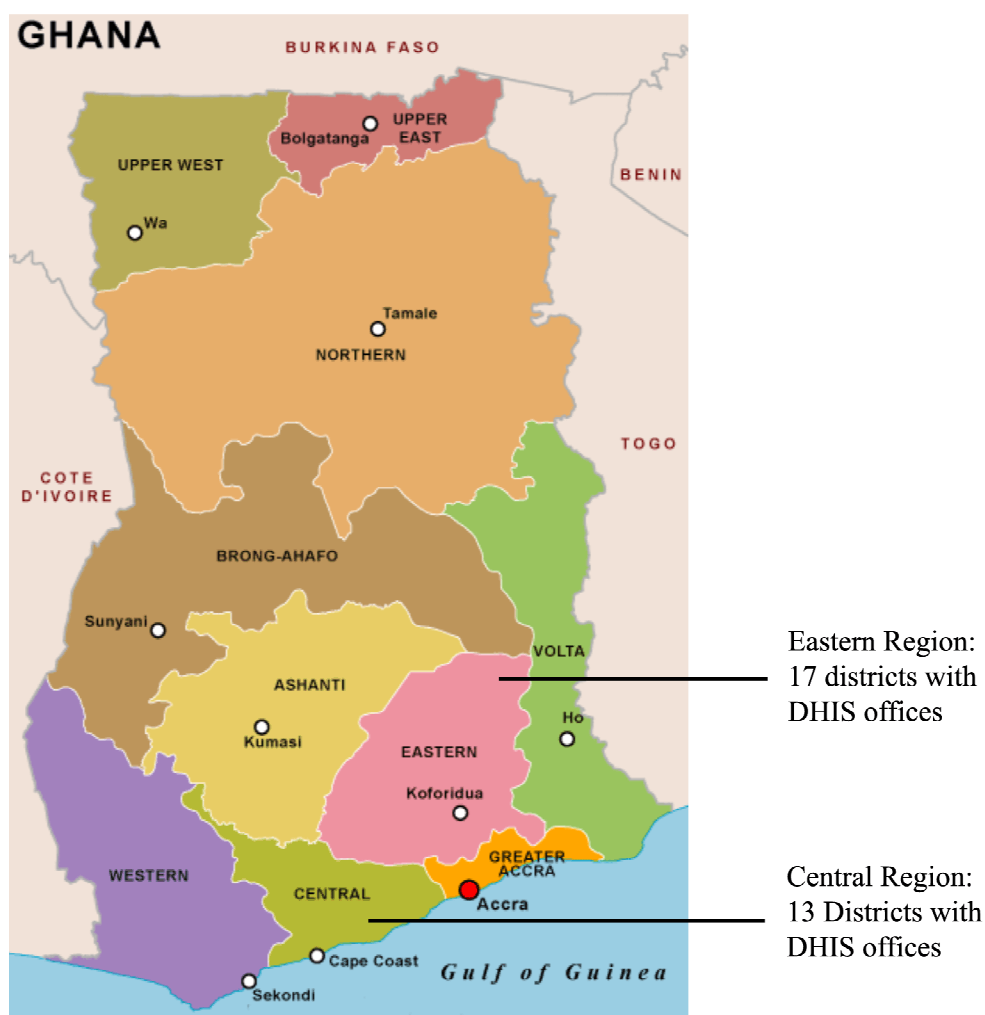 GHANA
BURKINA FASO
UPPER
EAST
Bolgatanga
UPPER WEST
BENIN
Wa
Tamale
NORTHERN
TOGO
COTE
D'IVOIRE
BRONG-AHAFO
Sunyani
Eastern Region:
17 districts with
DHIS offices
VOLTA
ASHANTI
Ho
Kumasi
EASTERN
Koforidua
GREATER
ACCRA
WESTERN
CENTRAL
Accra
Central Region:
13 Districts with
DHIS offices
Cape Coast
Gulf of Guinea
Sekondi